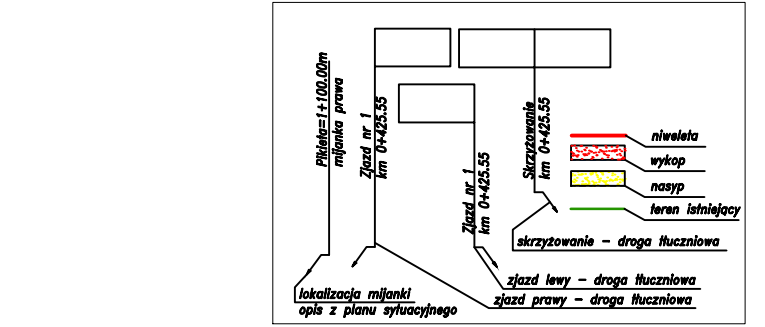 Pikieta=1+100.00m
mijanka prawa
Zjazd nr 1
km 0+425.55
Zjazd nr 1
km 0+425.55
Skrzyżowanie
km 0+425.55
niweleta
wykop
nasyp
teren istniejący
skrzyżowanie – droga tłuczniowa
zjazd lewy – droga tłuczniowa
zjazd prawy – droga tłuczniowa
lokalizacja mijanki
opis z planu sytuacyjnego